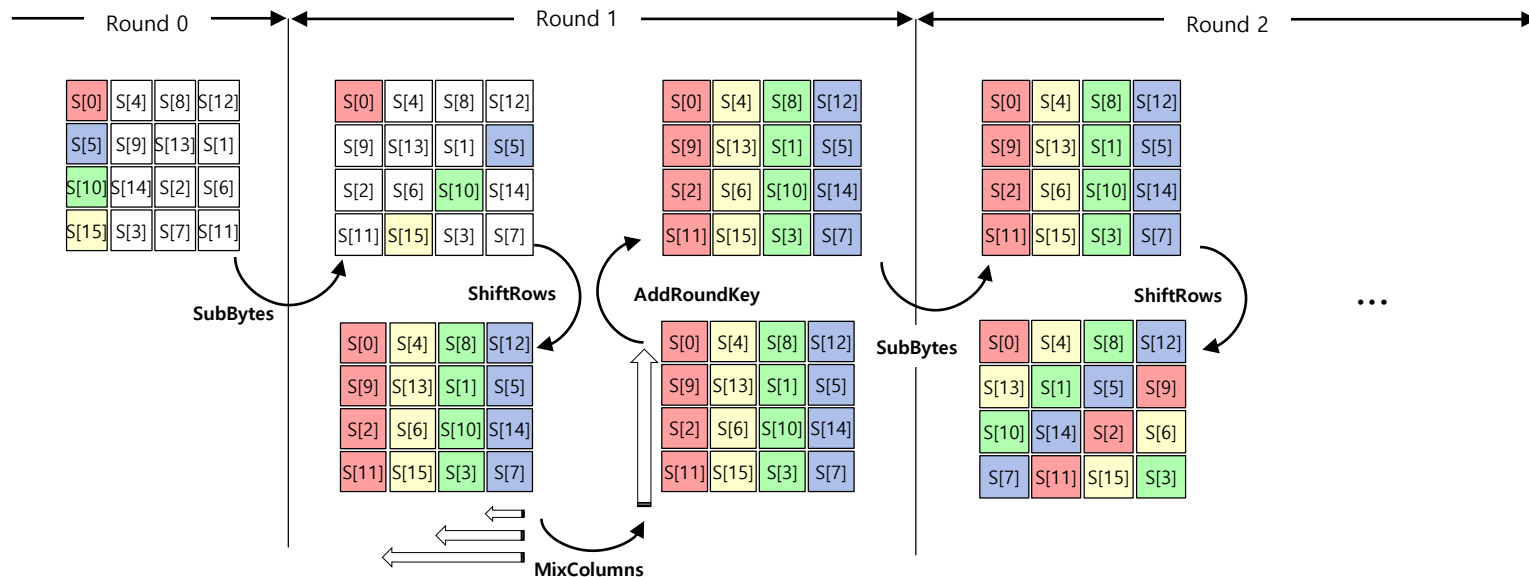 Round 0
Round 1
Round 2
S[0] S[4] S[8] S[12]
S[5] S[9] S[13] S[1]
S[10] S[14] S[2] S[6]
S[15] S[3] S[7] S[11]
SubBytes
S[0] S[4] S[8] S[12]
S[9] S[13] S[1] S[5]
S[2] S[6] S[10] S[14]
S[11] S[15] S[3] S[7]
ShiftRows
S[0] S[4] S[8] S[12]
S[9] S[13] S[1] S[5]
S[2] S[6] S[10] S[14]
S[11] S[15] S[3] S[7]
MixColumns
S[0] S[4] S[8] S[12]
S[9] S[13] S[1] S[5]
S[2] S[6] S[10] S[14]
S[11] S[15] S[3] S[7]
AddRoundKey
S[0] S[4] S[8] S[12]
S[9] S[13] S[1] S[5]
S[2] S[6] S[10] S[14]
S[11] S[15] S[3] S[7]
SubBytes
S[0] S[4] S[8] S[12]
S[9] S[13] S[1] S[5]
S[2] S[6] S[10] S[14]
S[11] S[15] S[3] S[7]
ShiftRows
S[0] S[4] S[8] S[12]
S[13] S[1] S[5] S[9]
S[10] S[14] S[2] S[6]
S[7] S[11] S[15] S[3]
...